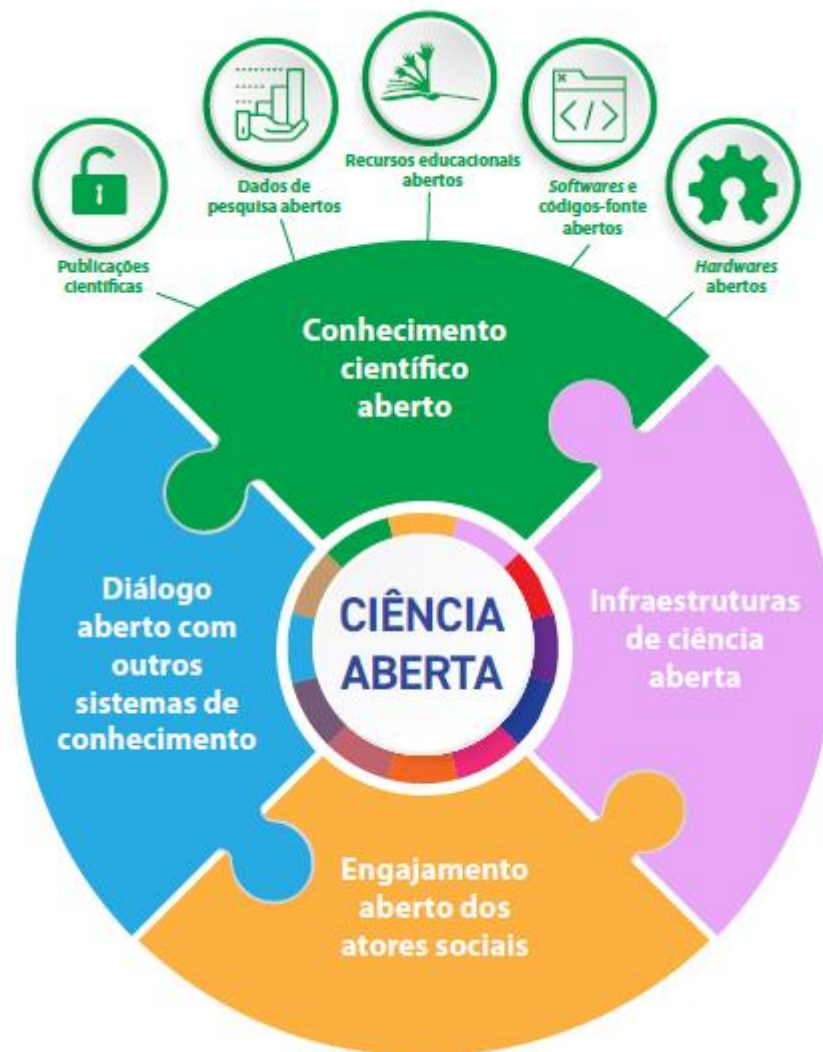 Publicações
científicas
Dados de
pesquisa abertos
Recursos educacionais
abertos
</>
Softwares e
códigos-fonte
abertos
Hardwares
abertos
Conhecimento
científico
aberto
Diálogo
aberto com
outros
sistemas de
conhecimento
CIÊNCIA
ABERTA
Infraestruturas
de ciência
aberta
Engajamento
aberto dos
atores sociais